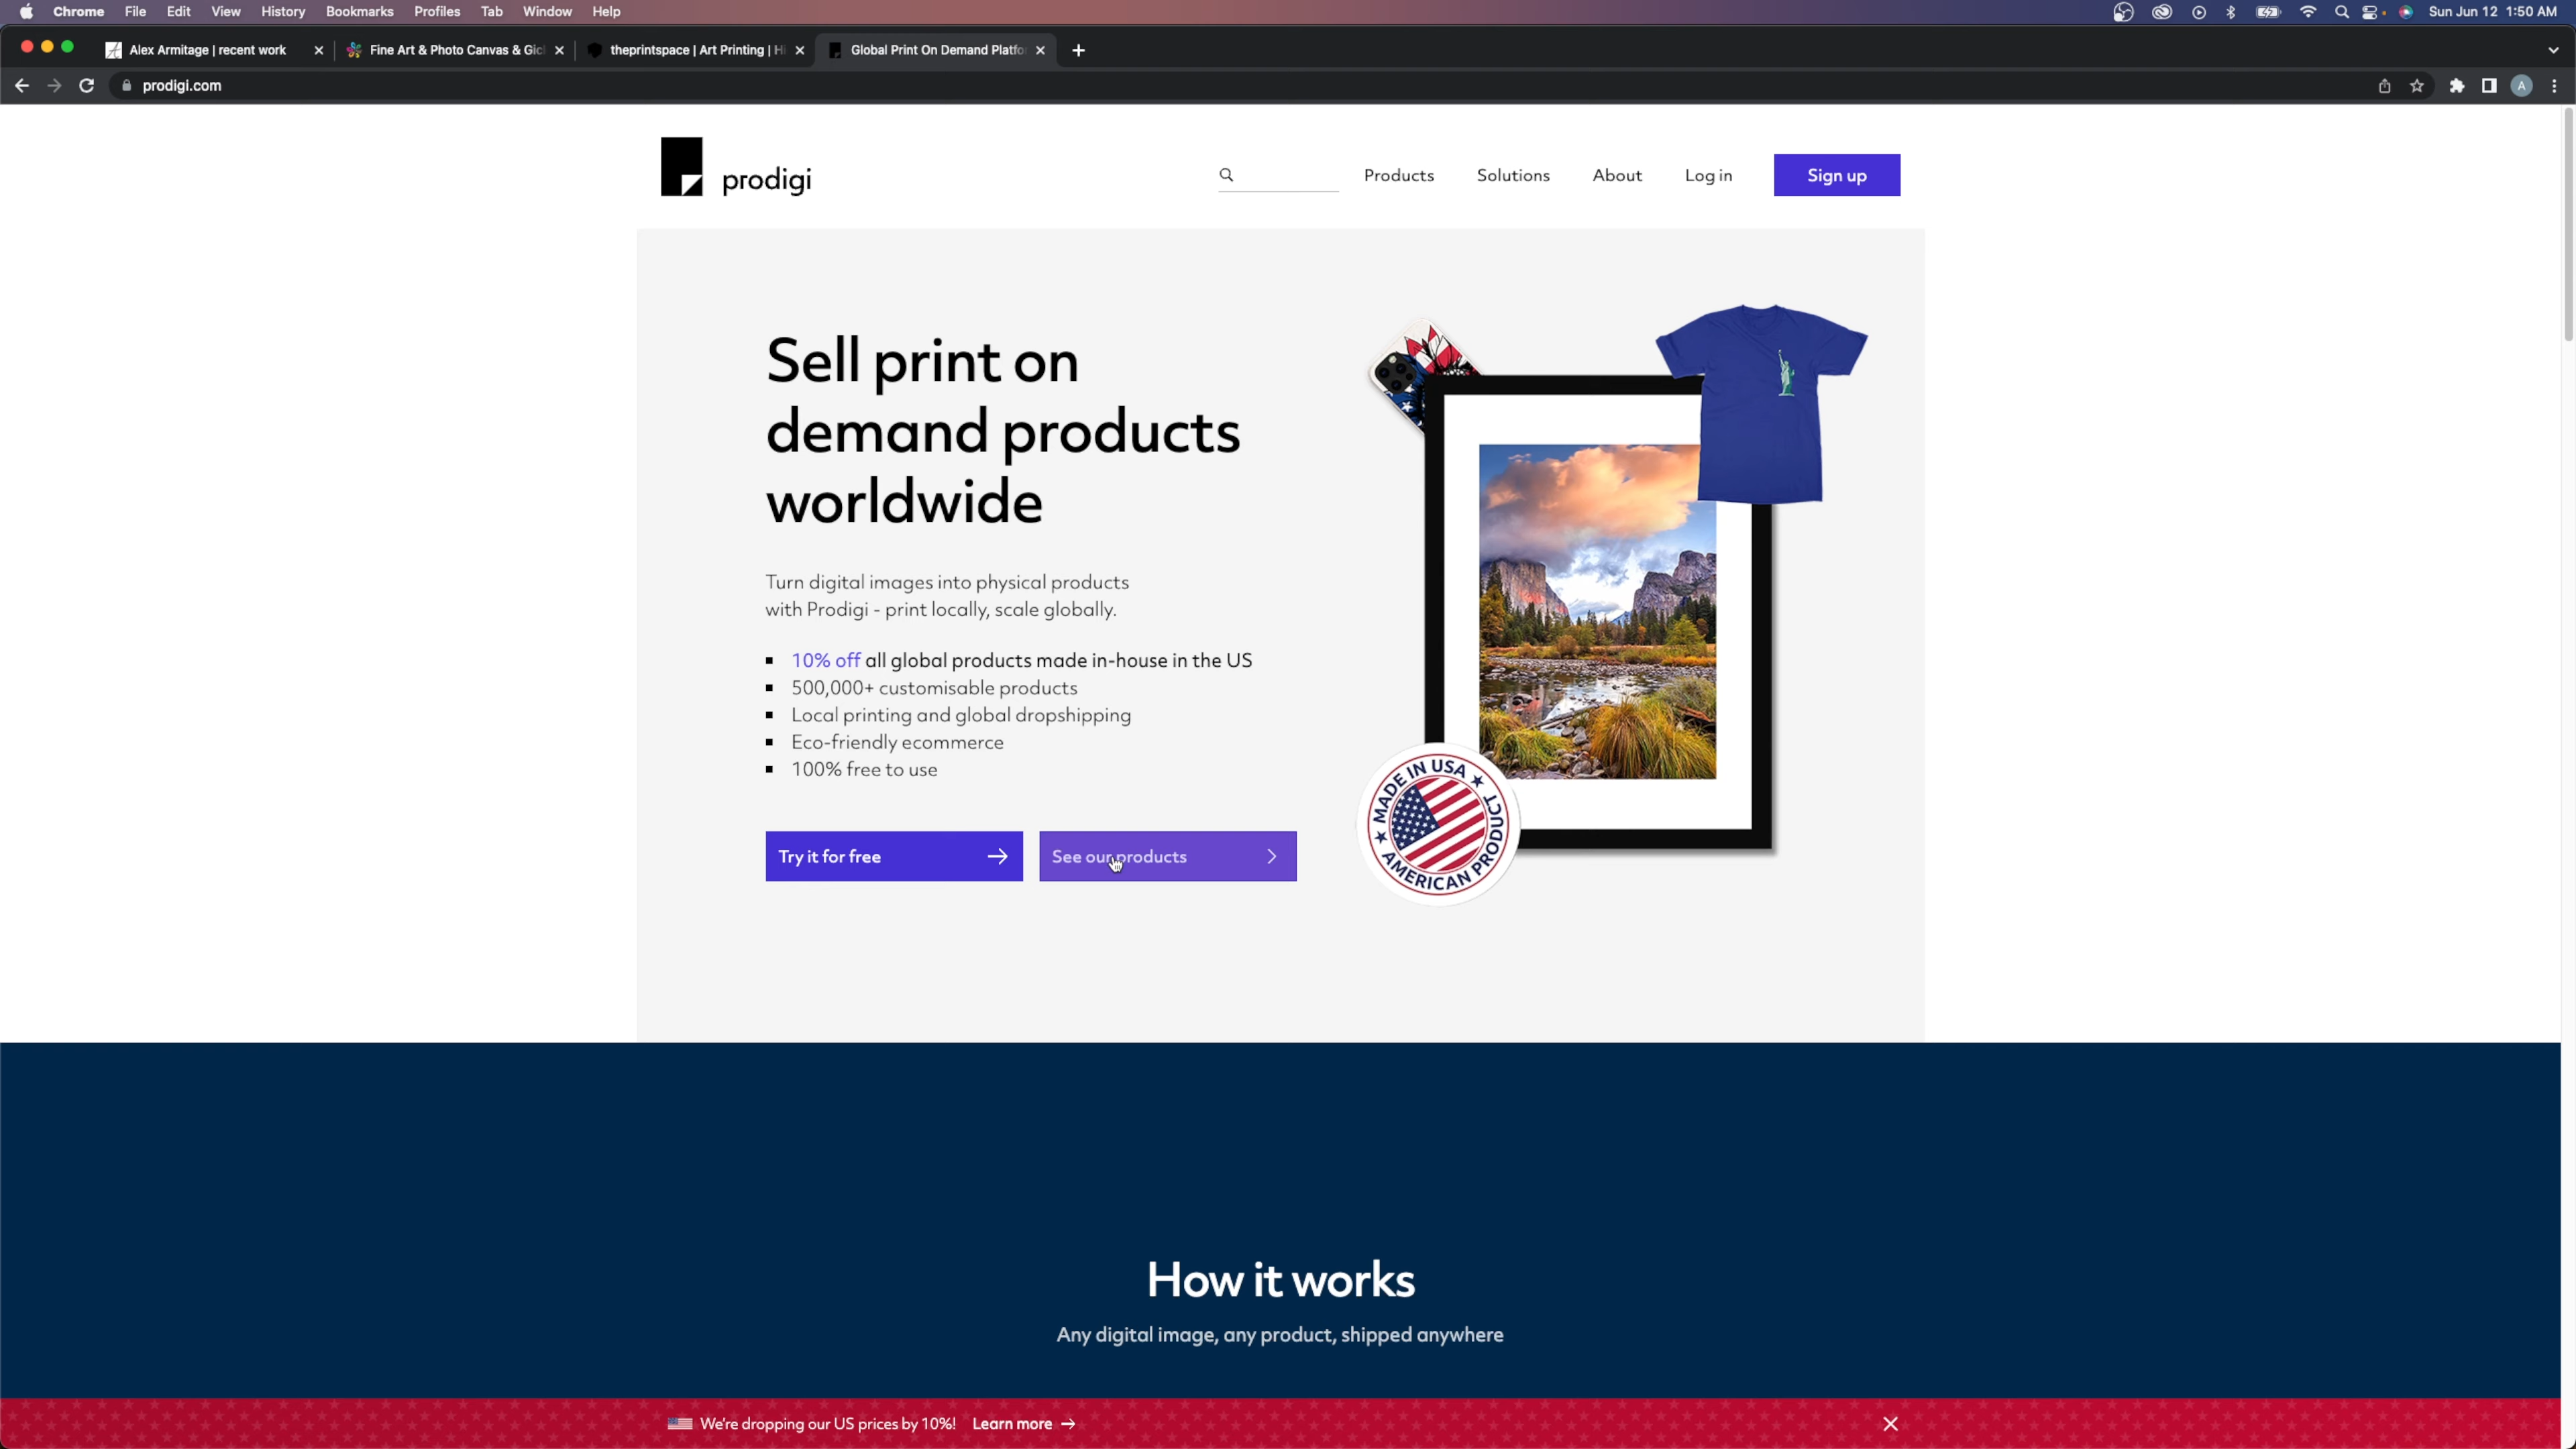 Chrome File Edit View History Bookmarks Profiles Tab Window Help Sun Jun 12 1:50 AM
Alex Armitage | recent work Fine Art & Photo Canvas & Gic theprintspace | Art Printing | H Global Print On Demand Platfo
prodigi.com A
prodigi Products Solutions About Log in Sign up
Sell print on
demand products
worldwide
Turn digital images into physical products
with Prodigi - print locally, scale globally.
10% off all global products made in-house in the US
500,000+ customisable products
Local printing and global dropshipping
Eco-friendly ecommerce
100% free to use
Try it for free See our products
MADE IN USA
AMERICAN PRODUCT
How it works
Any digital image, any product, shipped anywhere
We're dropping our US prices by 10%! Learn more